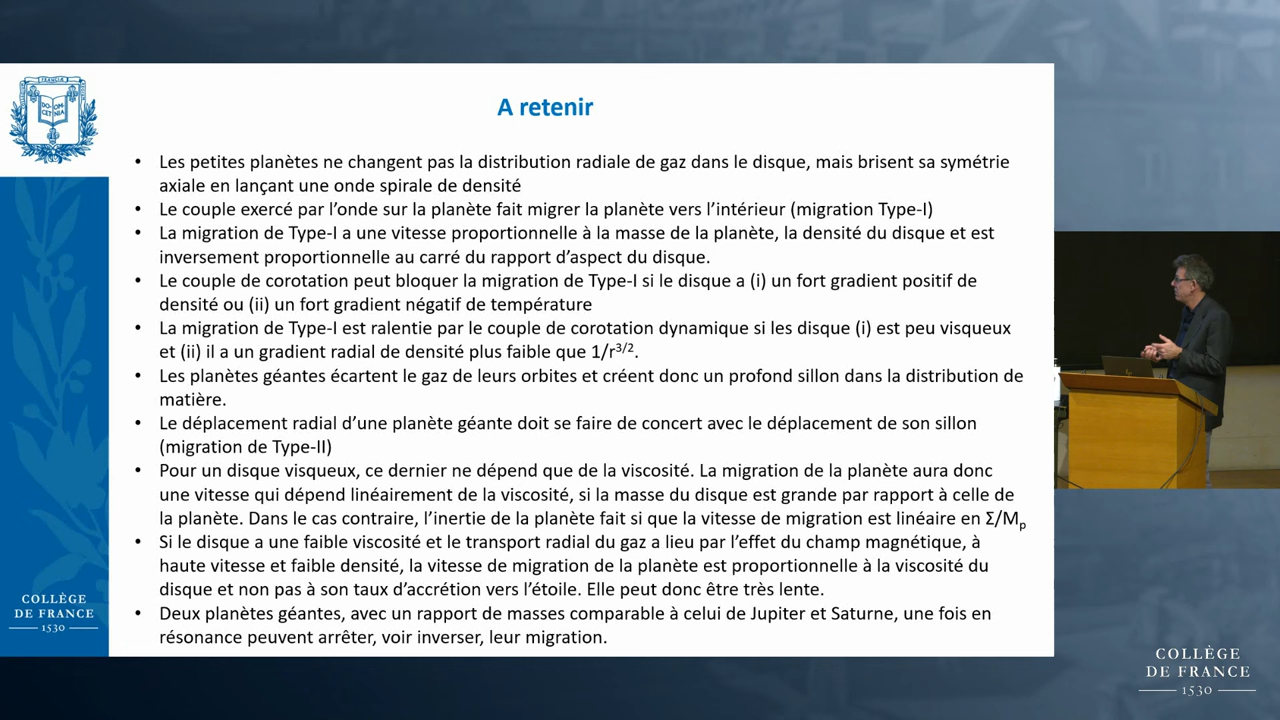 A retenir
• Les petites planètes ne changent pas la distribution radiale de gaz dans le disque, mais brisent sa symétrie
axiale en lançant une onde spirale de densité
• Le couple exercé par l’onde sur la planète fait migrer la planète vers l’intérieur (migration Type-I)
• La migration de Type-I a une vitesse proportionnelle à la masse de la planète, la densité du disque et est
inversement proportionnelle au carré du rapport d’aspect du disque.
• Le couple de corotation peut bloquer la migration de Type-I si le disque a (i) un fort gradient positif de
densité ou (ii) un fort gradient négatif de température
• La migration de Type-I est ralentie par le couple de corotation dynamique si les disque (i) est peu visqueux
et (ii) il a un gradient radial de densité plus faible que 1/r³/².
• Les planètes géantes écartent le gaz de leurs orbites et créent donc un profond sillon dans la distribution de
matière.
• Le déplacement radial d’une planète géante doit se faire de concert avec le déplacement de son sillon
(migration de Type-II)
• Pour un disque visqueux, ce dernier ne dépend que de la viscosité. La migration de la planète aura donc
une vitesse qui dépend linéairement de la viscosité, si la masse du disque est grande par rapport à celle de
la planète. Dans le cas contraire, l’inertie de la planète fait si que la vitesse de migration est linéaire en Σ/Mₚ
• Si le disque a une faible viscosité et le transport radial du gaz a lieu par l’effet du champ magnétique, à
haute vitesse et faible densité, la vitesse de migration de la planète est proportionnelle à la viscosité du
disque et non pas à son taux d’accrétion vers l’étoile. Elle peut donc être très lente.
• Deux planètes géantes, avec un rapport de masses comparable à celui de Jupiter et Saturne, une fois en
résonance peuvent arrêter, voir inverser, leur migration.
COLLÈGE
DE FRANCE
1530
COLLÈGE
DE FRANCE
1530